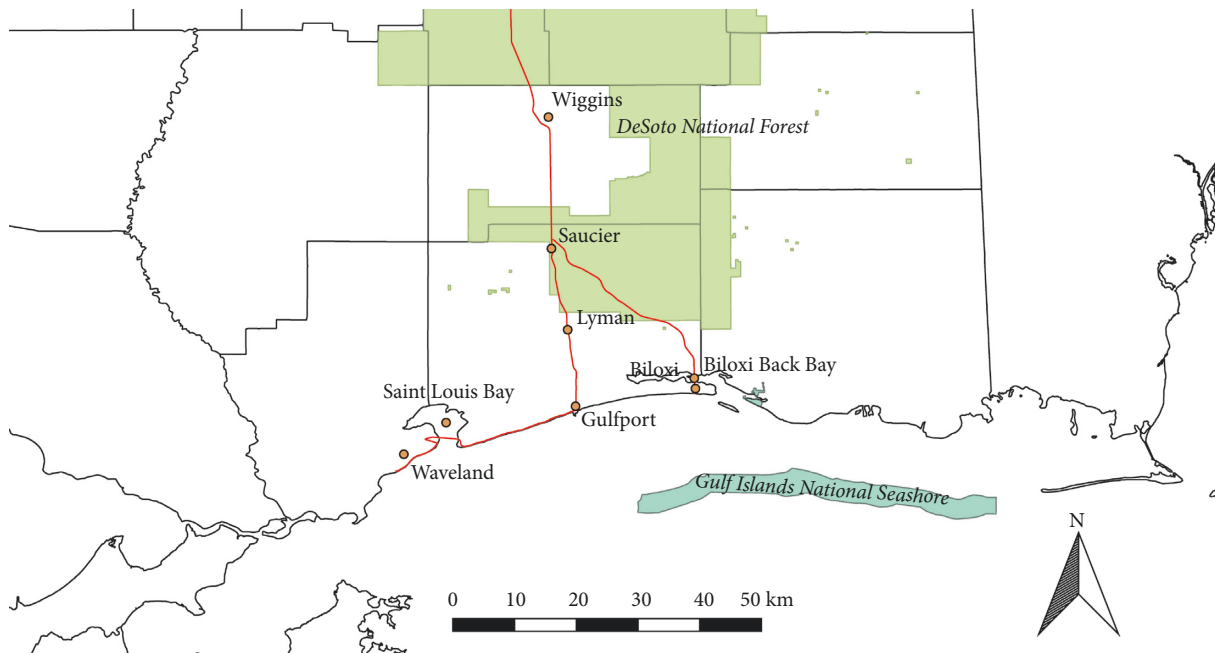 Wiggins
DeSoto National Forest
Saucier
Lyman
Biloxi
Biloxi Back Bay
Saint Louis Bay
Gulfport
Waveland
Gulf Islands National Seashore
N
0 10 20 30 40 50 km